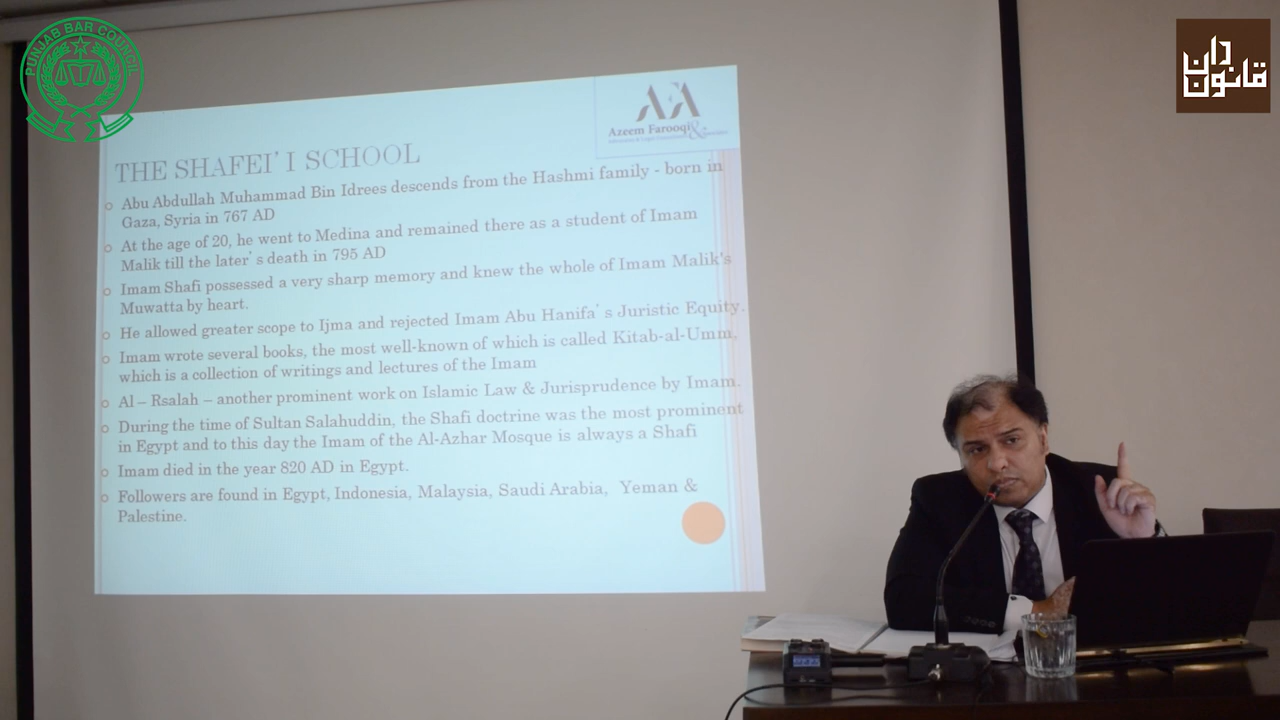 PUNJAB BAR COUNCIL
قانون دان
AFA
Azeem Farooqi &
THE SHAFEI' I SCHOOL
Abu Abdullah Muhammad Bin Idrees descends from the Hashmi family - born in
Gaza, Syria in 767 AD
At the age of 20, he went to Medina and remained there as a student of Imam
Malik till the later's death in 795 AD
Imam Shafi possessed a very sharp memory and knew the whole of Imam Malik's
Muwatta by heart.
He allowed greater scope to Ijma and rejected Imam Abu Hanifa's Juristic Equity.
Imam wrote several books, the most well-known of which is called Kitab-al-Umm,
which is a collection of writings and lectures of the Imam
Al – Rsalah – another prominent work on Islamic Law & Jurisprudence by Imam.
During the time of Sultan Salahuddin, the Shafi doctrine was the most prominent
in Egypt and to this day the Imam of the Al-Azhar Mosque is always a Shafi
Imam died in the year 820 AD in Egypt.
Followers are found in Egypt, Indonesia, Malaysia, Saudi Arabia, Yeman &
Palestine.